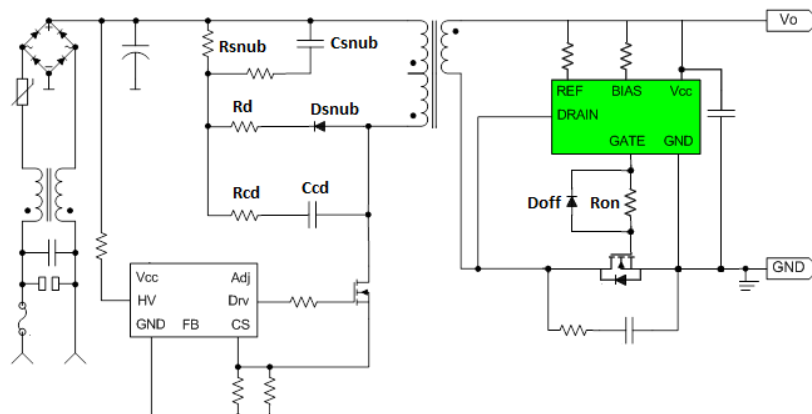 Vo
Rsnub
Csnub
REF BIAS Vcc
DRAIN
GATE GND
Rd
Dsnub
Rcd
Ccd
Doff
Ron
GND
Vcc Adj
HV Drv
GND FB CS